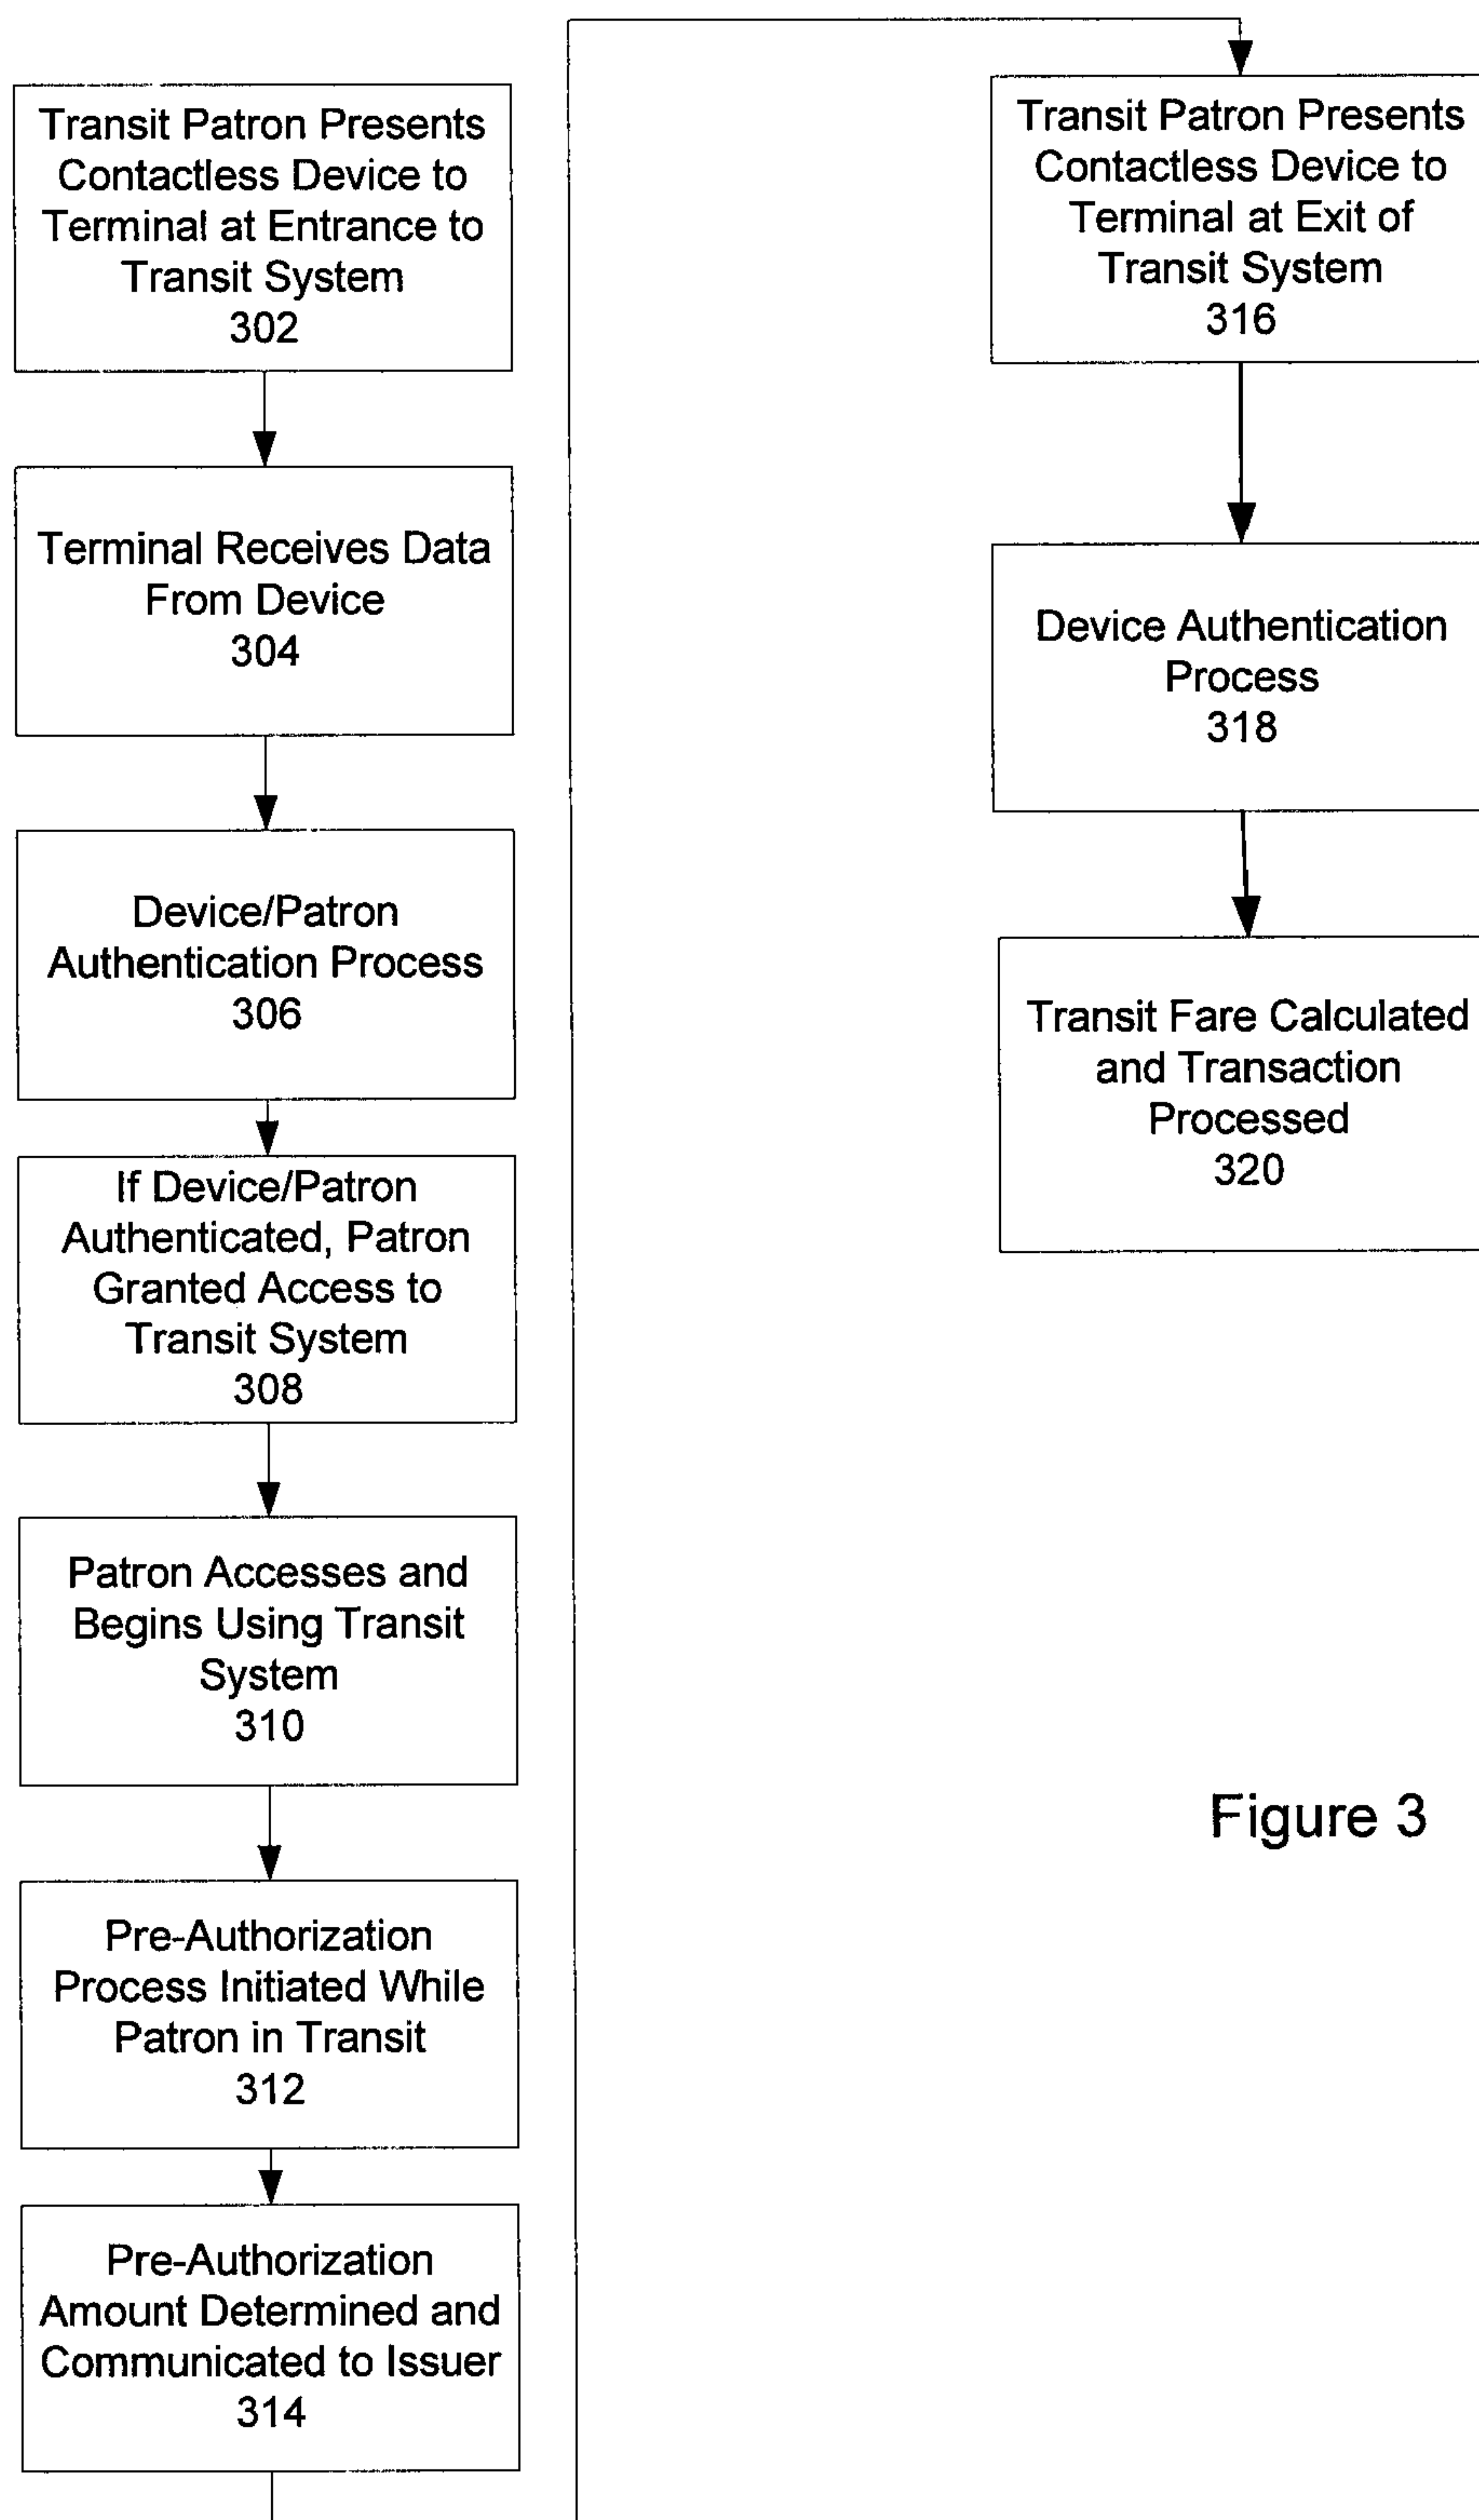 Transit Patron Presents
Contactless Device to
Terminal at Entrance to
Transit System
302
Terminal Receives Data
From Device
304
Device/Patron
Authentication Process
306
If Device/Patron
Authenticated, Patron
Granted Access to
Transit System
308
Patron Accesses and
Begins Using Transit
System
310
Pre-Authorization
Process Initiated While
Patron in Transit
312
Pre-Authorization
Amount Determined and
Communicated to Issuer
314
Transit Patron Presents
Contactless Device to
Terminal at Exit of
Transit System
316
Device Authentication
Process
318
Transit Fare Calculated
and Transaction
Processed
320
Figure 3